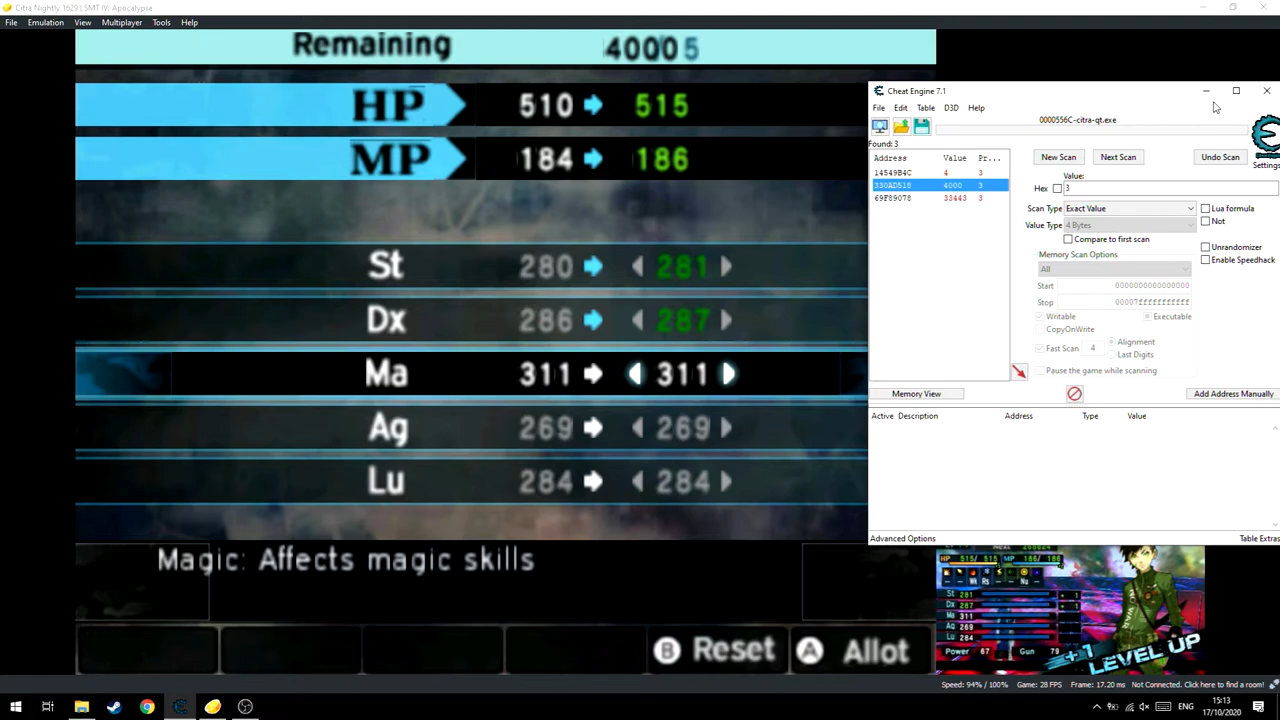 Citra Nightly 1629 | SMT IV: Apocalypse
File Emulation View Multiplayer Tools Help
Remaining 4000 5
HP 510 515
MP 184 186
St 280 281
Dx 286 287
Ma 311 311
Ag 269 269
Lu 284 284
Magic: Affects magic skills
B Reset A Allot
Cheat Engine 7.1
File Edit Table D3D Help
0000556C-citra-qt.exe
Found: 3
Address Value Pr...
14549B4C 4 3
330AD518 4000 3
69F89078 33443 3
New Scan Next Scan Undo Scan
Settings
Value:
Hex 3
Scan Type Exact Value
Lua formula
Not
Value Type 4 Bytes
Compare to first scan
Unrandomizer
Enable Speedhack
Memory Scan Options
All
Start 0000000000000000
Stop 00007fffffffffff
Writable Executable
CopyOnWrite
Fast Scan 4 Alignment
Last Digits
Pause the game while scanning
Memory View Add Address Manually
Active Description Address Type Value
Advanced Options Table Extras
HP 515/ 515 MP 186/ 186
St 281 + 1
Dx 287 + 1
Ma 311
Ag 269
Lu 284
Power 67 Gun 79
+1 LEVEL UP
Speed: 94% / 100% Game: 28 FPS Frame: 17.20 ms Not Connected. Click here to find a room!
ENG
15:13
17/10/2020